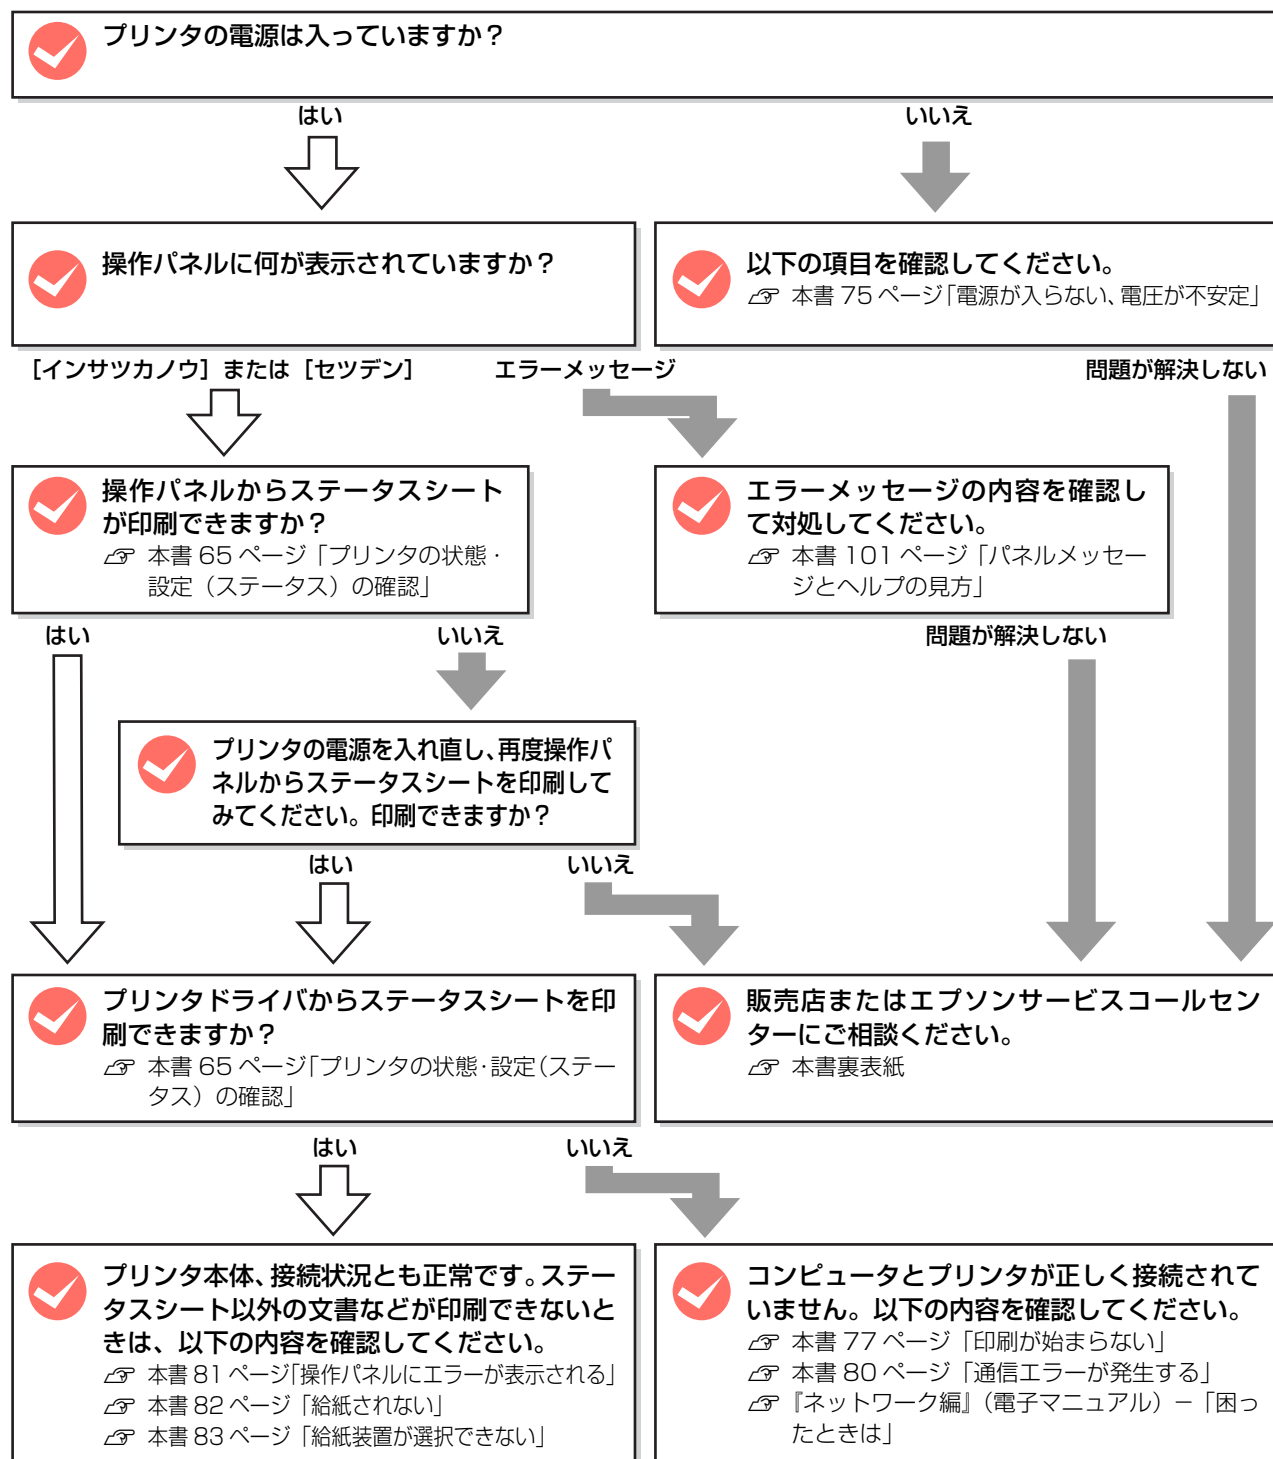 プリンタの電源は入っていますか？
はい
いいえ
操作パネルに何が表示されていますか？
以下の項目を確認してください。
本書 75 ページ「電源が入らない、電圧が不安定」
［インサツカノウ］または［セツデン］
エラーメッセージ
問題が解決しない
操作パネルからステータスシート
が印刷できますか？
本書 65 ページ「プリンタの状態・
設定（ステータス）の確認」
エラーメッセージの内容を確認し
て対処してください。
本書 101 ページ「パネルメッセー
ジとヘルプの見方」
はい
いいえ
問題が解決しない
プリンタの電源を入れ直し、再度操作パ
ネルからステータスシートを印刷して
みてください。印刷できますか？
はい
いいえ
プリンタドライバからステータスシートを印
刷できますか？
本書 65 ページ「プリンタの状態・設定（ステー
タス）の確認」
販売店またはエプソンサービスコールセン
ターにご相談ください。
本書裏表紙
はい
いいえ
プリンタ本体、接続状況とも正常です。ステー
タスシート以外の文書などが印刷できないと
きは、以下の内容を確認してください。
本書 81 ページ「操作パネルにエラーが表示される」
本書 82 ページ「給紙されない」
本書 83 ページ「給紙装置が選択できない」
コンピュータとプリンタが正しく接続されて
いません。以下の内容を確認してください。
本書 77 ページ「印刷が始まらない」
本書 80 ページ「通信エラーが発生する」
『ネットワーク編』（電子マニュアル）－「困っ
たときは」